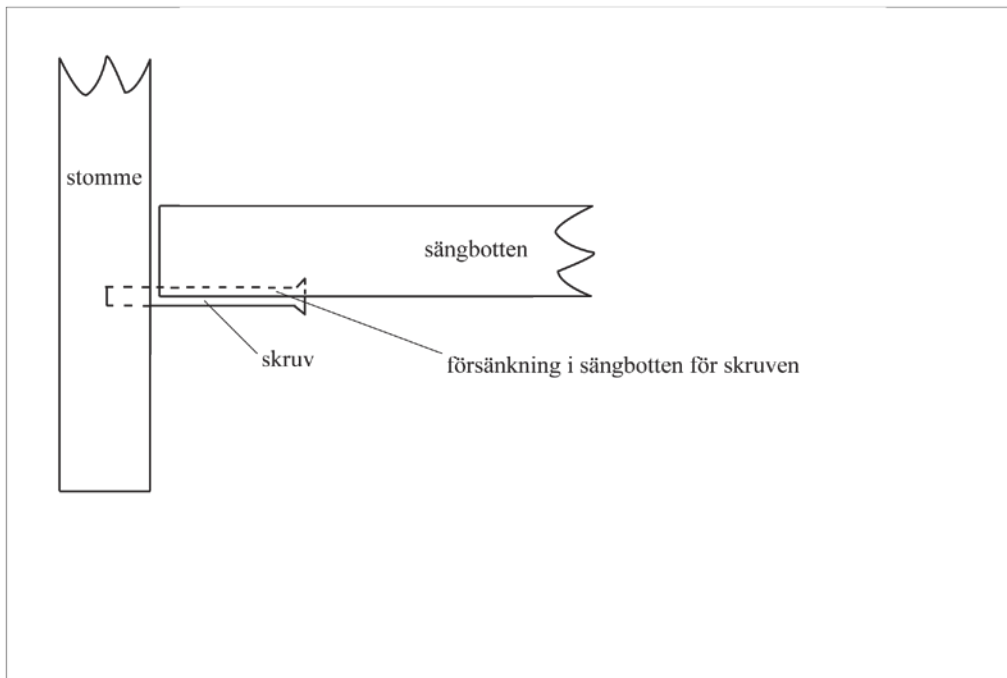 stomme
sängbotten
skruv
försänkning i sängbotten för skruven